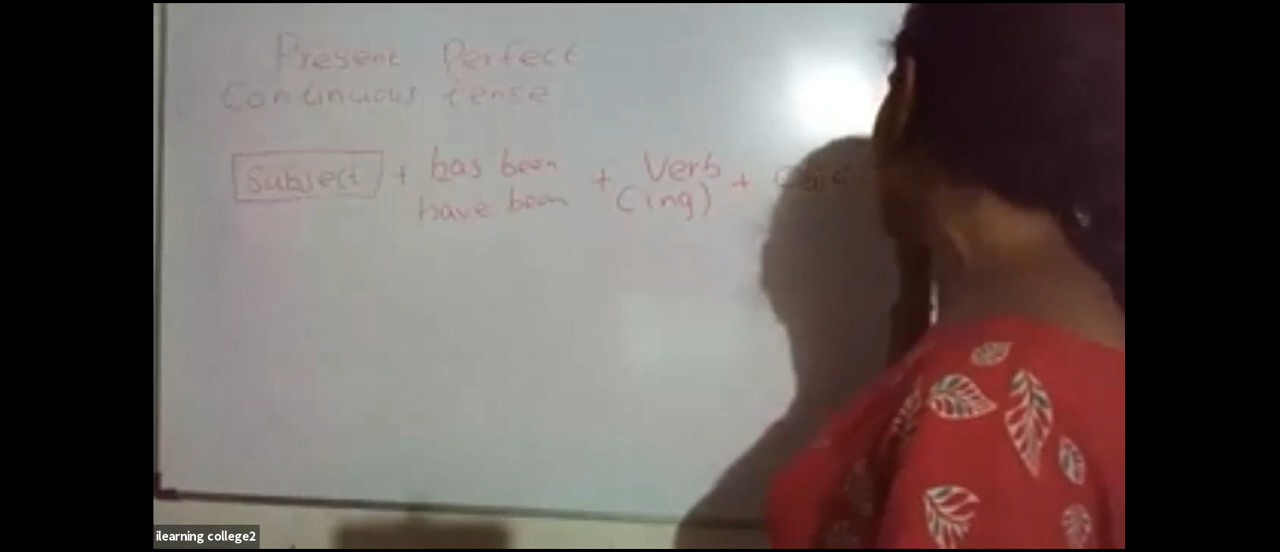 Present Perfect
Continuous tense
Subject + has been + Verb +
have been (ing)
ilearning college2